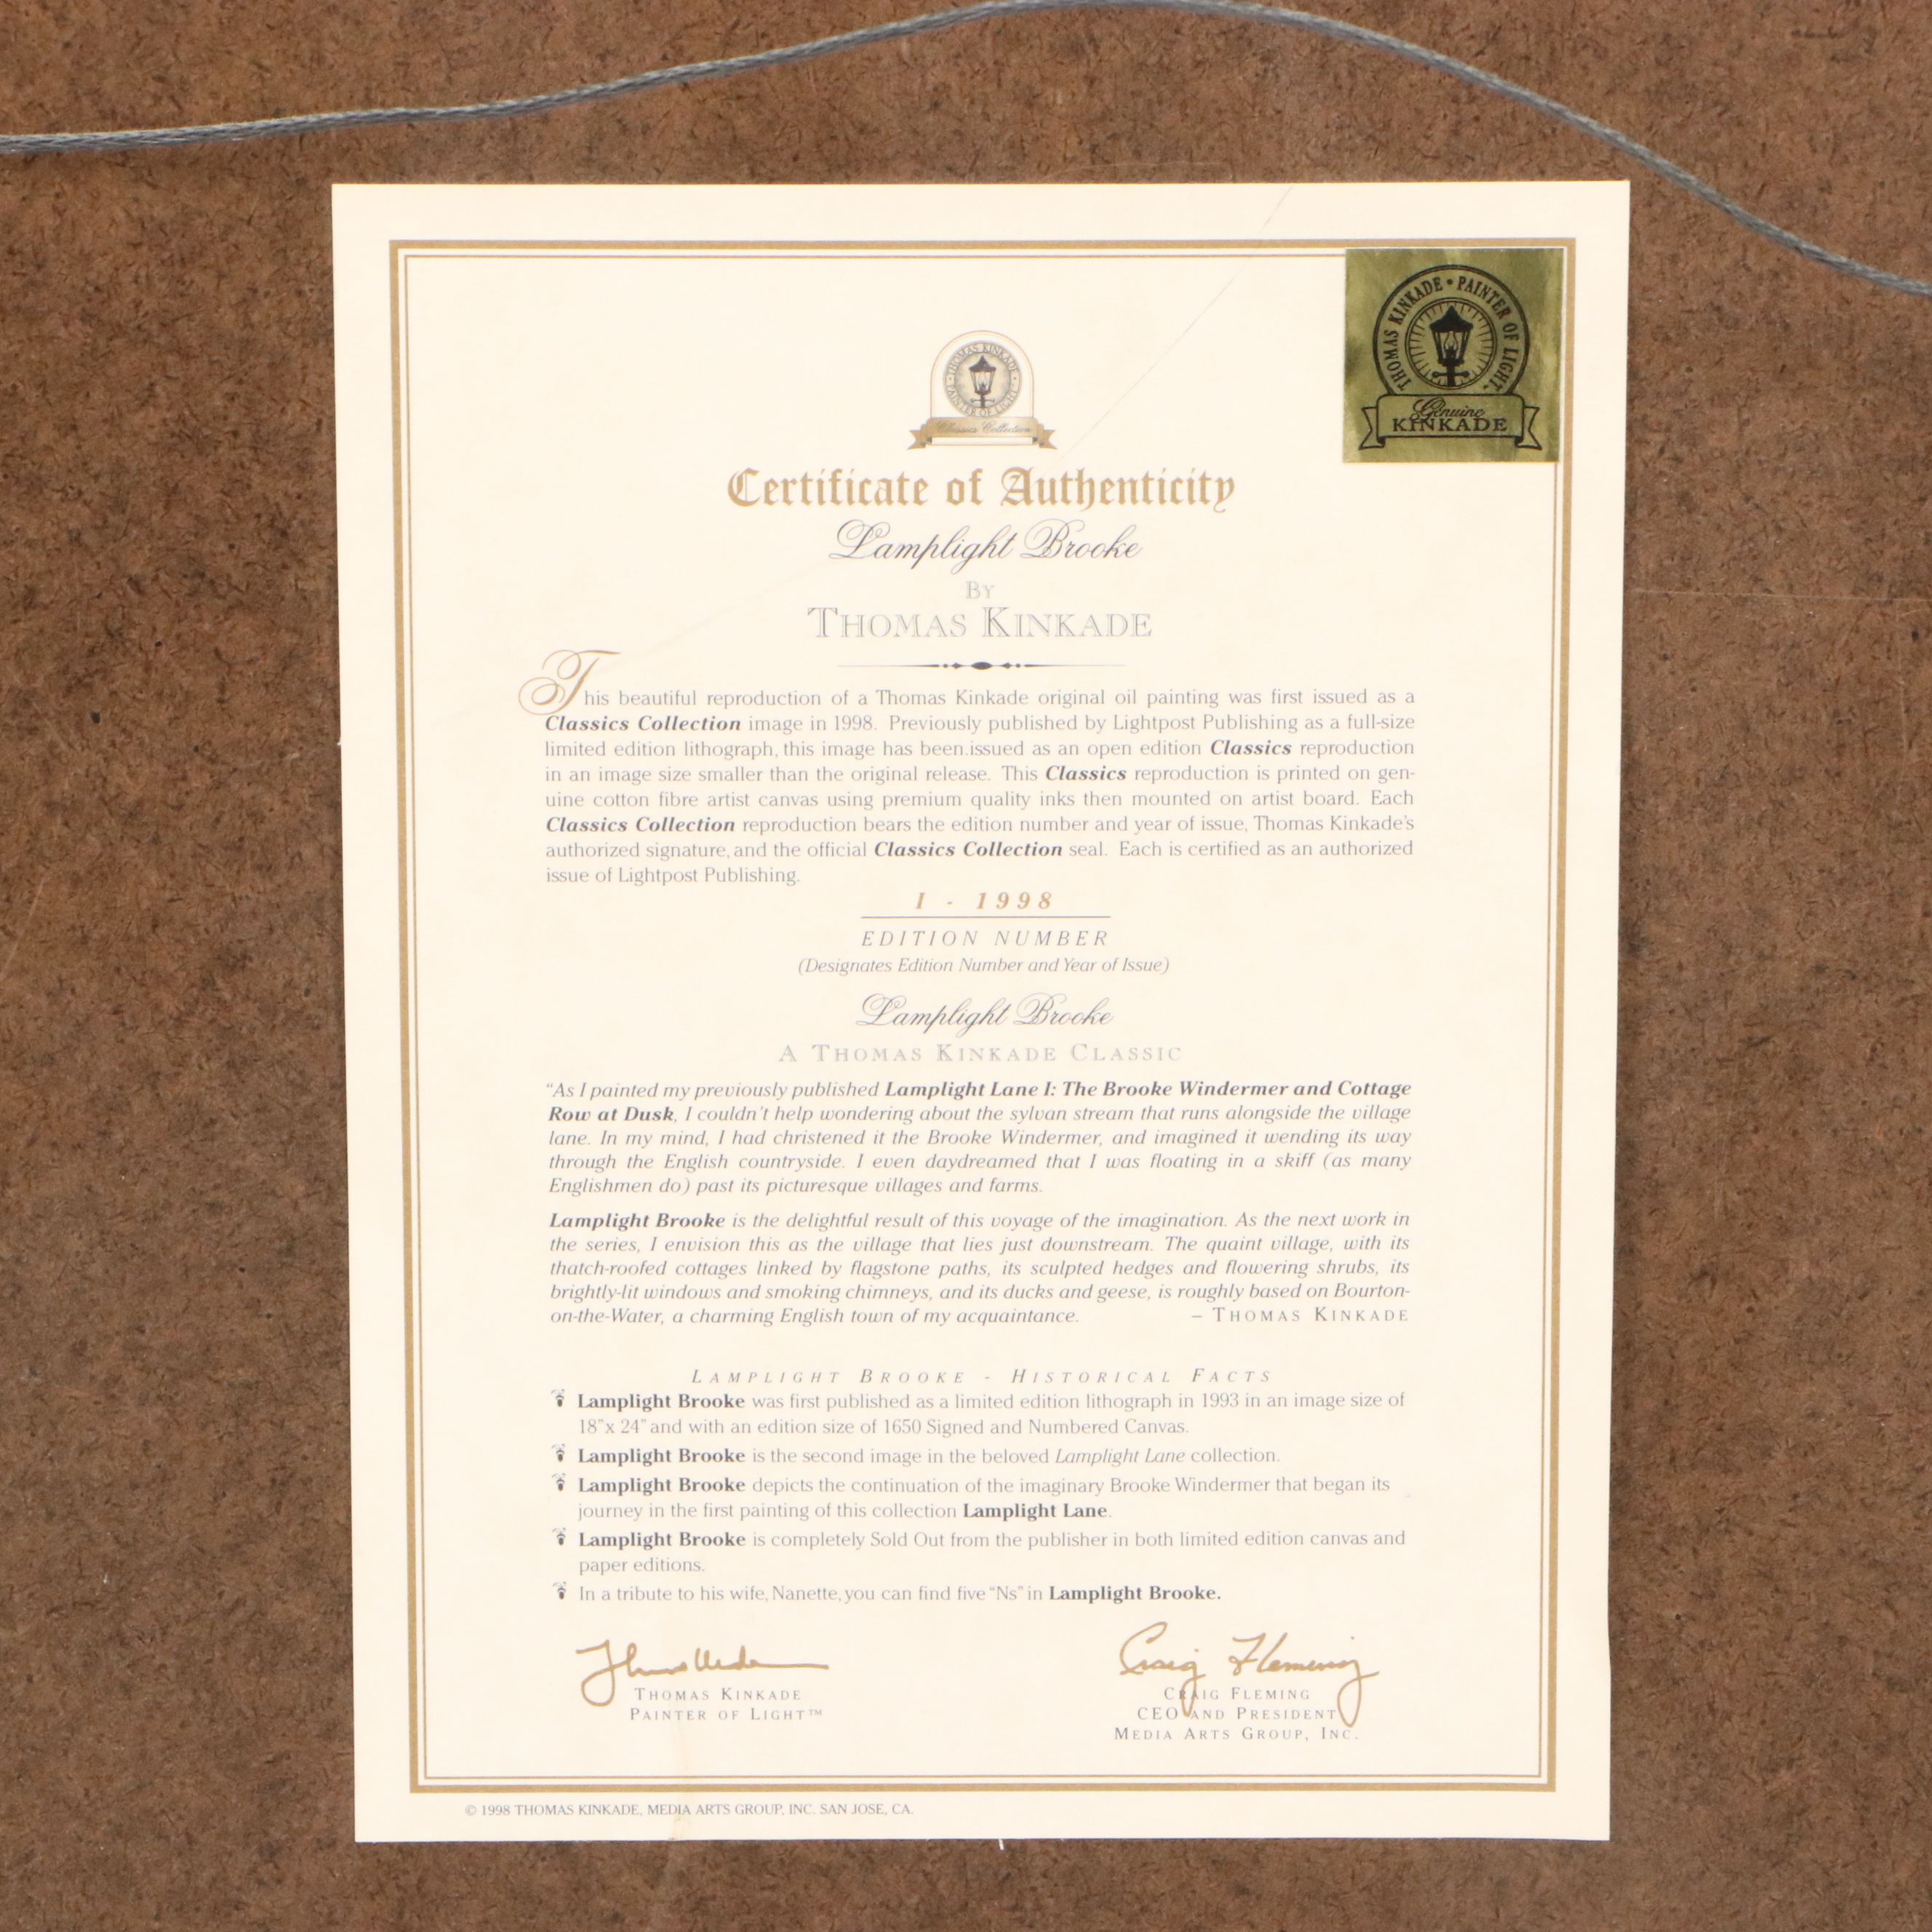 THOMAS KINKADE • PAINTER OF LIGHT
Genuine
KINKADE
THOMAS KINKADE
PAINTER OF LIGHT
Classics Collection
Certificate of Authenticity
Lamplight Brooke
BY
THOMAS KINKADE
This beautiful reproduction of a Thomas Kinkade original oil painting was first issued as a
Classics Collection image in 1998. Previously published by Lightpost Publishing as a full-size
limited edition lithograph, this image has been.issued as an open edition Classics reproduction
in an image size smaller than the original release. This Classics reproduction is printed on gen-
uine cotton fibre artist canvas using premium quality inks then mounted on artist board. Each
Classics Collection reproduction bears the edition number and year of issue, Thomas Kinkade's
authorized signature, and the official Classics Collection seal. Each is certified as an authorized
issue of Lightpost Publishing.
I - 1998
EDITION NUMBER
(Designates Edition Number and Year of Issue)
Lamplight Brooke
A THOMAS KINKADE CLASSIC
"As I painted my previously published Lamplight Lane I: The Brooke Windermer and Cottage
Row at Dusk, I couldn't help wondering about the sylvan stream that runs alongside the village
lane. In my mind, I had christened it the Brooke Windermer, and imagined it wending its way
through the English countryside. I even daydreamed that I was floating in a skiff (as many
Englishmen do) past its picturesque villages and farms.
Lamplight Brooke is the delightful result of this voyage of the imagination. As the next work in
the series, I envision this as the village that lies just downstream. The quaint village, with its
thatch-roofed cottages linked by flagstone paths, its sculpted hedges and flowering shrubs, its
brightly-lit windows and smoking chimneys, and its ducks and geese, is roughly based on Bourton-
on-the-Water, a charming English town of my acquaintance. – THOMAS KINKADE
LAMPLIGHT BROOKE - HISTORICAL FACTS
Lamplight Brooke was first published as a limited edition lithograph in 1993 in an image size of
18"x 24" and with an edition size of 1650 Signed and Numbered Canvas.
Lamplight Brooke is the second image in the beloved Lamplight Lane collection.
Lamplight Brooke depicts the continuation of the imaginary Brooke Windermer that began its
journey in the first painting of this collection Lamplight Lane.
Lamplight Brooke is completely Sold Out from the publisher in both limited edition canvas and
paper editions.
In a tribute to his wife, Nanette, you can find five "Ns" in Lamplight Brooke.
Craig Fleming
THOMAS KINKADE
PAINTER OF LIGHT™
CRAIG FLEMING
CEO AND PRESIDENT
MEDIA ARTS GROUP, INC.
© 1998 THOMAS KINKADE, MEDIA ARTS GROUP, INC. SAN JOSE, CA.